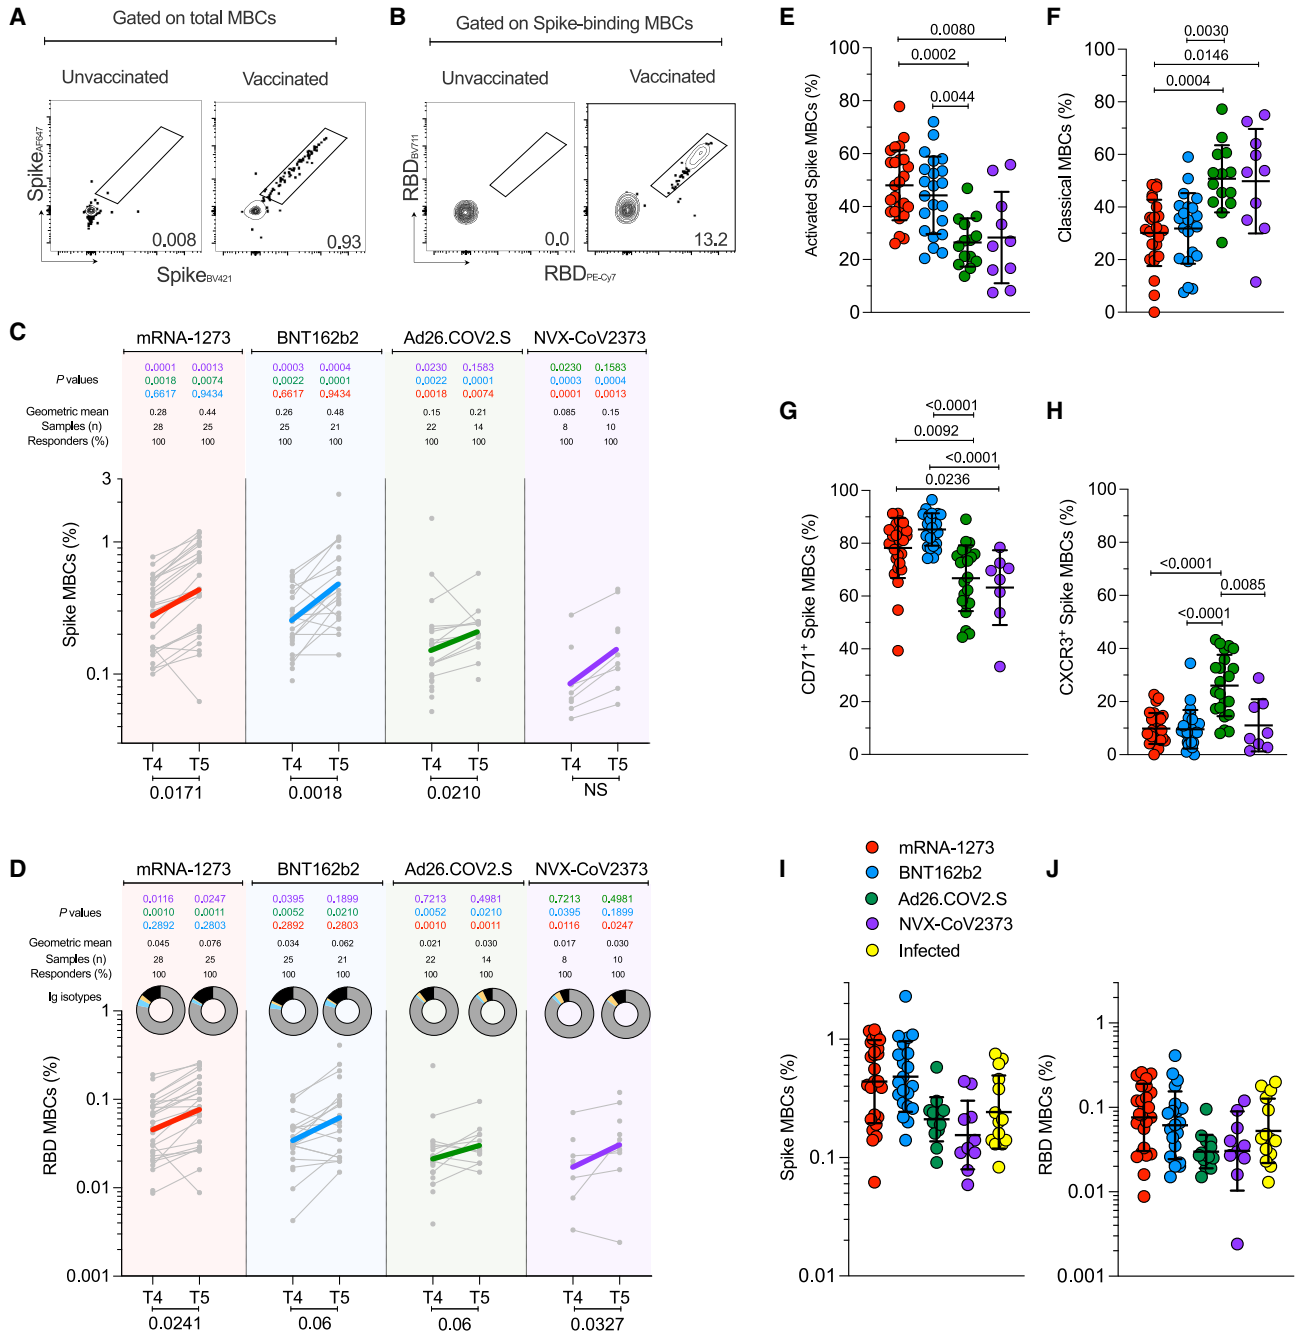 A
Gated on total MBCs
Unvaccinated
Vaccinated
Spike AF647
0.008
0.93
Spike BV421
B
Gated on Spike-binding MBCs
Unvaccinated
Vaccinated
RBD BV711
0.0
13.2
RBD PE-Cy7
C
mRNA-1273 BNT162b2 Ad26.COV2.S NVX-CoV2373
0.0001 0.0013 0.0003 0.0004 0.0230 0.1583 0.0230 0.1583
P values 0.0018 0.0074 0.0022 0.0001 0.0022 0.0001 0.0003 0.0004
0.6617 0.9434 0.6617 0.9434 0.0018 0.0074 0.0001 0.0013
Geometric mean 0.28 0.44 0.26 0.48 0.15 0.21 0.085 0.15
Samples (n) 28 25 25 21 22 14 8 10
Responders (%) 100 100 100 100 100 100 100 100
Spike MBCs (%)
3
1
0.1
T4 T5 T4 T5 T4 T5 T4 T5
0.0171 0.0018 0.0210 NS
D
mRNA-1273 BNT162b2 Ad26.COV2.S NVX-CoV2373
0.0116 0.0247 0.0395 0.1899 0.7213 0.4981 0.7213 0.4981
P values 0.0010 0.0011 0.0052 0.0210 0.0052 0.0210 0.0395 0.1899
0.2892 0.2803 0.2892 0.2803 0.0010 0.0011 0.0116 0.0247
Geometric mean 0.045 0.076 0.034 0.062 0.021 0.030 0.017 0.030
Samples (n) 28 25 25 21 22 14 8 10
Responders (%) 100 100 100 100 100 100 100 100
Ig isotypes
RBD MBCs (%)
1
0.1
0.01
0.001
T4 T5 T4 T5 T4 T5 T4 T5
0.0241 0.06 0.06 0.0327
E
0.0080
0.0002
0.0044
Activated Spike MBCs (%)
100
80
60
40
20
0
F
0.0030
0.0146
0.0004
Classical MBCs (%)
100
80
60
40
20
0
G
<0.0001
0.0092
<0.0001
0.0236
CD71+ Spike MBCs (%)
100
80
60
40
20
0
H
<0.0001
0.0085
<0.0001
CXCR3+ Spike MBCs (%)
100
80
60
40
20
0
mRNA-1273
BNT162b2
Ad26.COV2.S
NVX-CoV2373
Infected
I
Spike MBCs (%)
1
0.1
0.01
J
RBD MBCs (%)
1
0.1
0.01
0.001